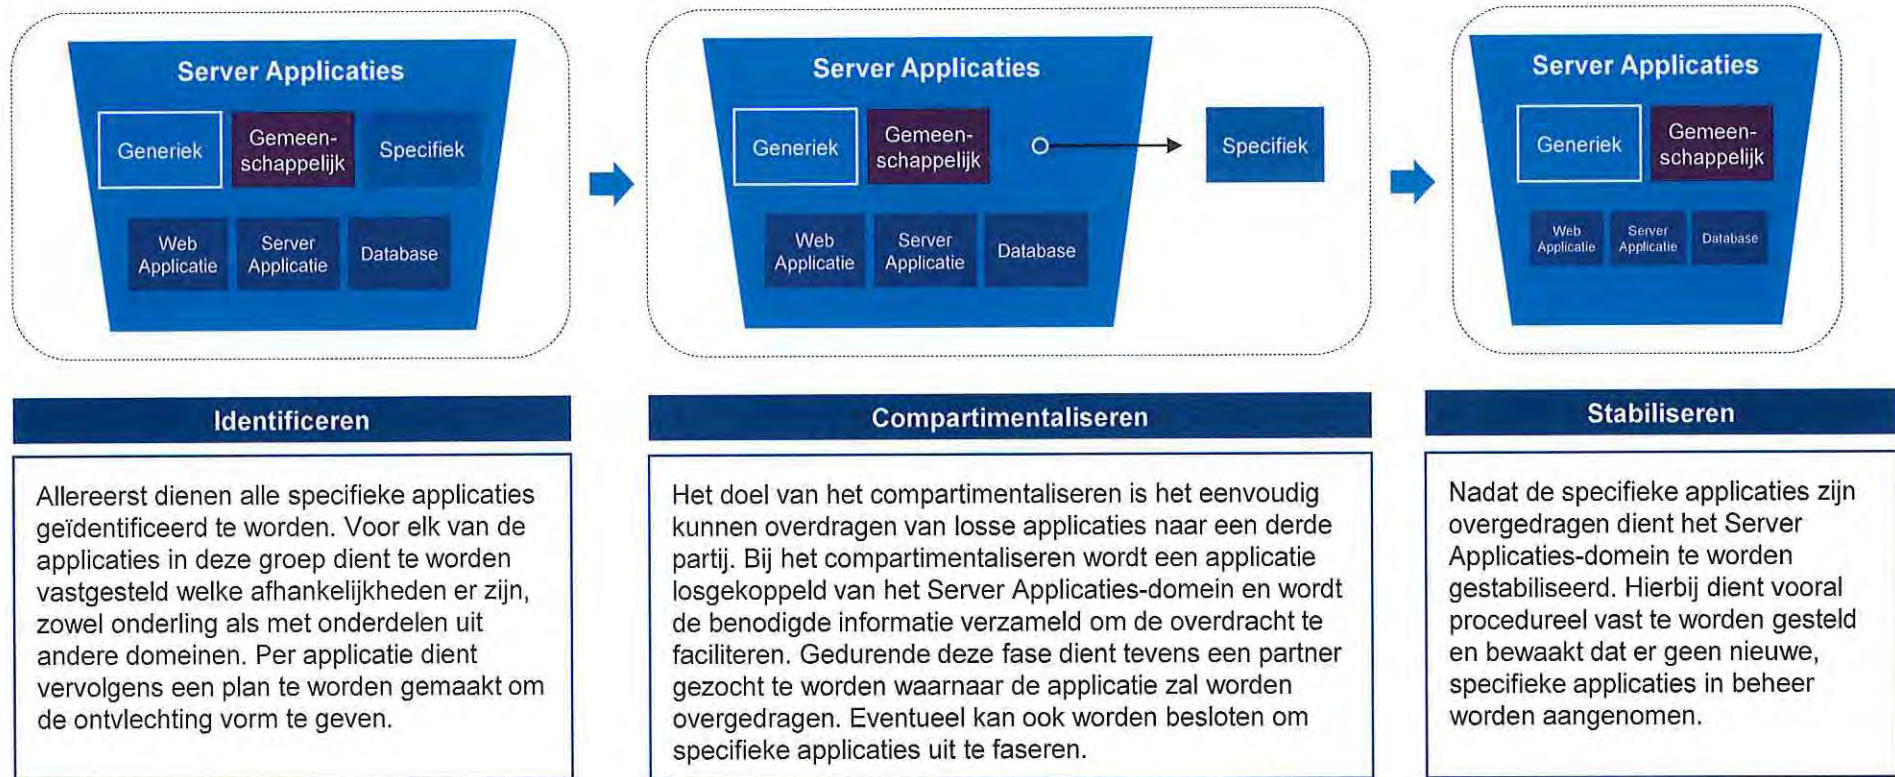 Server Applicaties
Generiek
Gemeen-
schappelijk
Specifiek
Web
Applicatie
Server
Applicatie
Database
Server Applicaties
Generiek
Gemeen-
schappelijk
Specifiek
Web
Applicatie
Server
Applicatie
Database
Server Applicaties
Generiek
Gemeen-
schappelijk
Web
Applicatie
Server
Applicatie
Database
Identificeren
Allereerst dienen alle specifieke applicaties
geïdentificeerd te worden. Voor elk van de
applicaties in deze groep dient te worden
vastgesteld welke afhankelijkheden er zijn,
zowel onderling als met onderdelen uit
andere domeinen. Per applicatie dient
vervolgens een plan te worden gemaakt om
de ontvlechting vorm te geven.
Compartimentaliseren
Het doel van het compartimentaliseren is het eenvoudig
kunnen overdragen van losse applicaties naar een derde
partij. Bij het compartimentaliseren wordt een applicatie
losgekoppeld van het Server Applicaties-domein en wordt
de benodigde informatie verzameld om de overdracht te
faciliteren. Gedurende deze fase dient tevens een partner
gezocht te worden waarnaar de applicatie zal worden
overgedragen. Eventueel kan ook worden besloten om
specifieke applicaties uit te faseren.
Stabiliseren
Nadat de specifieke applicaties zijn
overgedragen dient het Server
Applicaties-domein te worden
gestabiliseerd. Hierbij dient vooral
procedureel vast te worden gesteld
en bewaakt dat er geen nieuwe,
specifieke applicaties in beheer
worden aangenomen.